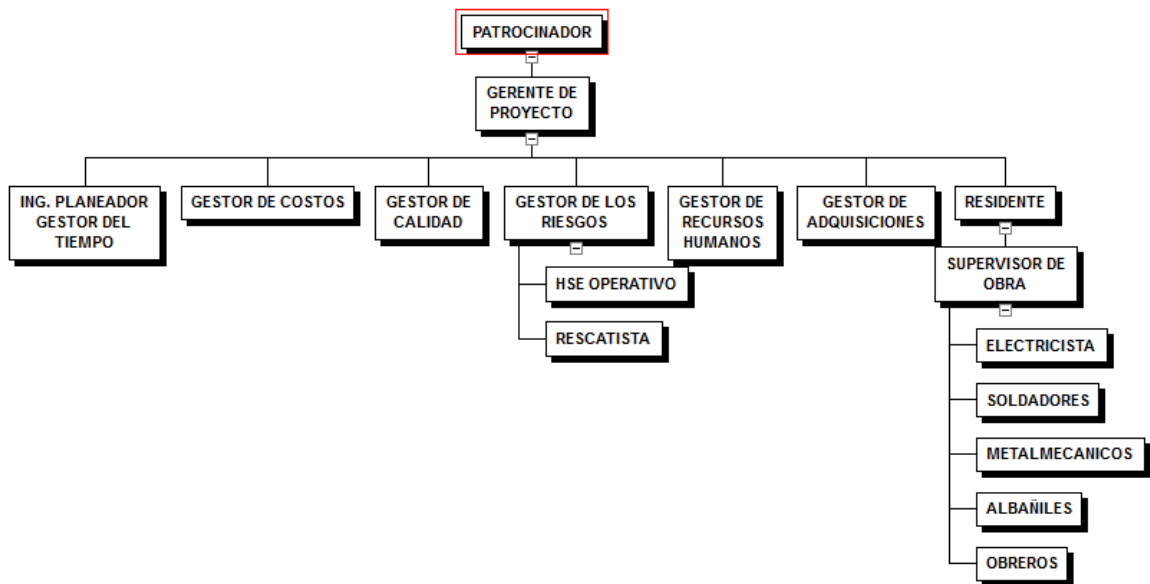 PATROCINADOR
GERENTE DE
PROYECTO
ING. PLANEADOR
GESTOR DEL
TIEMPO
GESTOR DE COSTOS
GESTOR DE
CALIDAD
GESTOR DE LOS
RIESGOS
GESTOR DE
RECURSOS
HUMANOS
GESTOR DE
ADQUISICIONES
RESIDENTE
HSE OPERATIVO
RESCATISTA
SUPERVISOR DE
OBRA
ELECTRICISTA
SOLDADORES
METALMECANICOS
ALBAÑILES
OBREROS